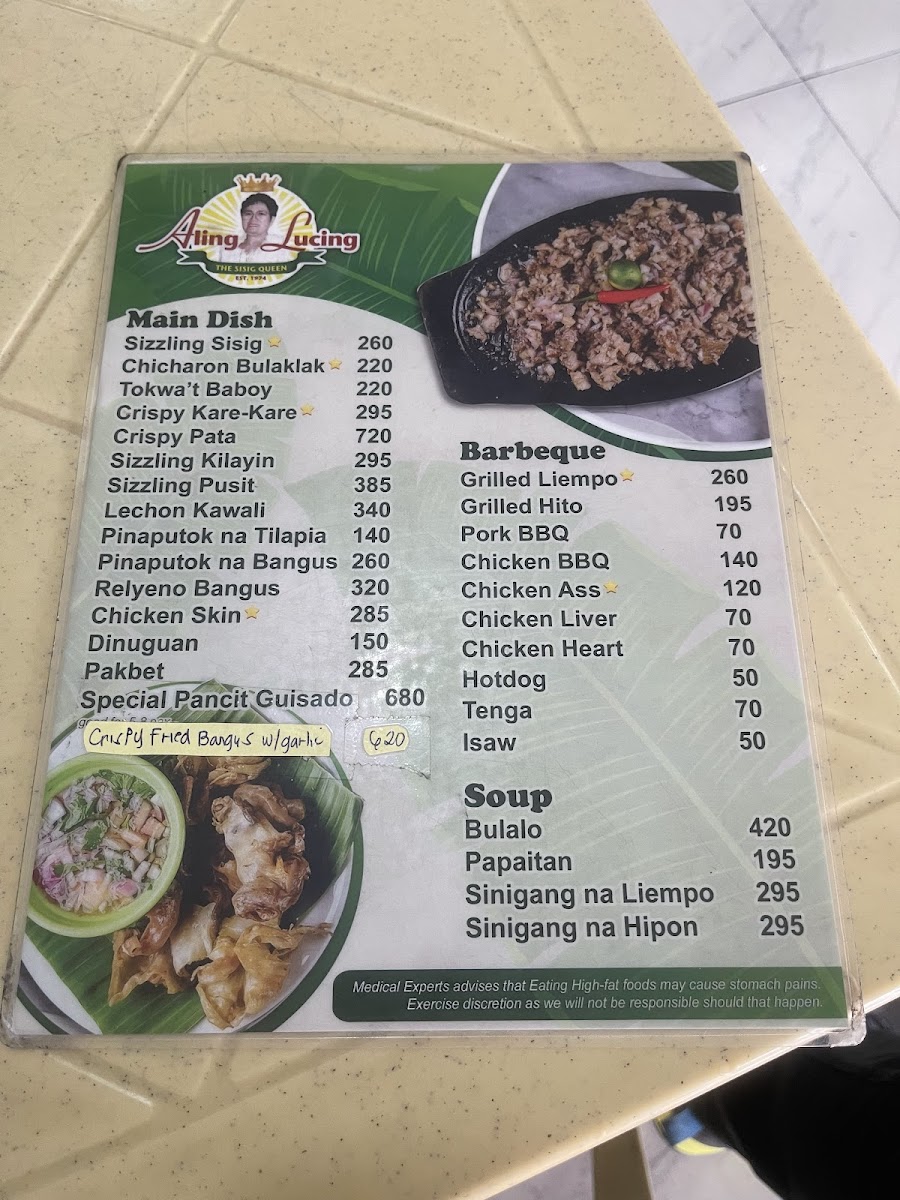 Aling Lucing
THE SISIG QUEEN
EST. 1974
Main Dish
Sizzling Sisig 260
Chicharon Bulaklak 220
Tokwa't Baboy 220
Crispy Kare-Kare 295
Crispy Pata 720
Sizzling Kilayin 295
Sizzling Pusit 385
Lechon Kawali 340
Pinaputok na Tilapia 140
Pinaputok na Bangus 260
Relyeno Bangus 320
Chicken Skin 285
Dinuguan 150
Pakbet 285
Special Pancit Guisado 680
Crispy Fried Bangus w/garlic 620
Barbeque
Grilled Liempo 260
Grilled Hito 195
Pork BBQ 70
Chicken BBQ 140
Chicken Ass 120
Chicken Liver 70
Chicken Heart 70
Hotdog 50
Tenga 70
Isaw 50
Soup
Bulalo 420
Papaitan 195
Sinigang na Liempo 295
Sinigang na Hipon 295
Medical Experts advises that Eating High-fat foods may cause stomach pains.
Exercise discretion as we will not be responsible should that happen.